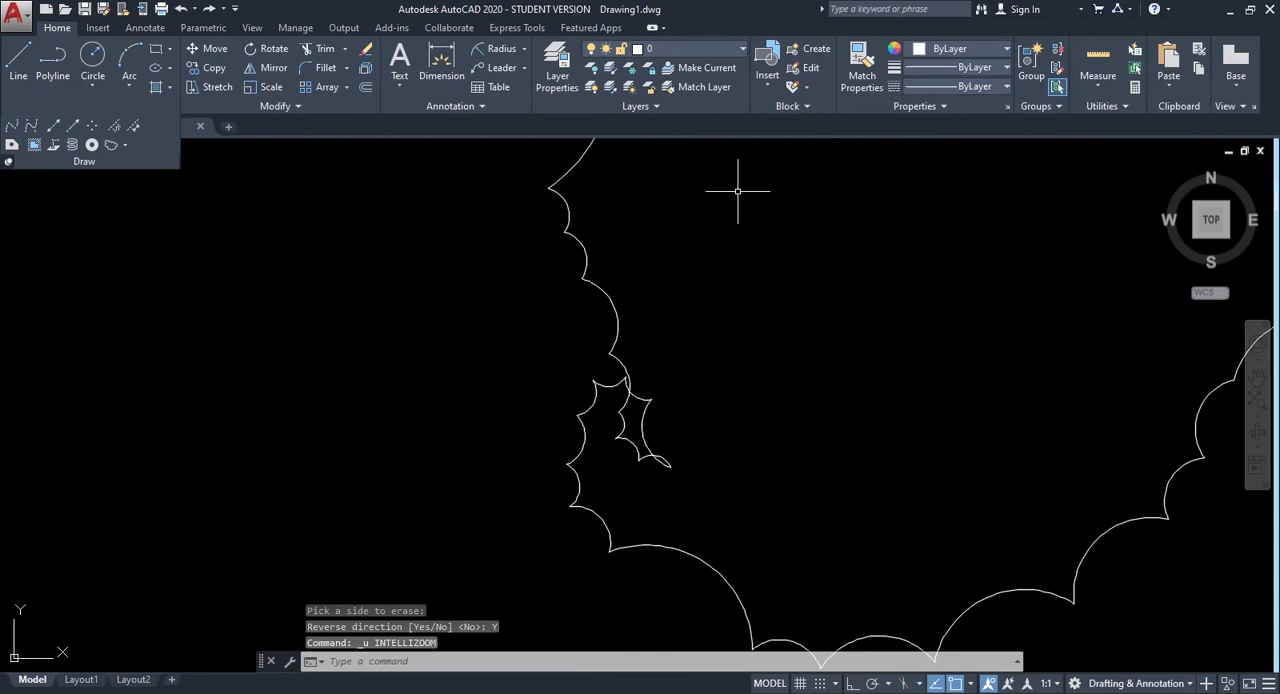 Autodesk AutoCAD 2020 - STUDENT VERSION Drawing1.dwg
Type a keyword or phrase
Sign In
Home Insert Annotate Parametric View Manage Output Add-ins Collaborate Express Tools Featured Apps
Line Polyline Circle Arc
Move Rotate Trim
Copy Mirror Fillet
Stretch Scale Array
Modify
Text Dimension
Radius
Leader
Table
Annotation
Layer Properties
0
Make Current
Match Layer
Layers
Insert
Create
Edit
Block
Match Properties
ByLayer
ByLayer
ByLayer
Properties
Group
Groups
Measure
Utilities
Paste
Clipboard
Base
View
Draw
N
W TOP E
S
WCS
Pick a side to erase:
Reverse direction [Yes/No] <No>: Y
Command: _u INTELLIZOOM
Type a command
Y
X
Model Layout1 Layout2
MODEL
1:1
Drafting & Annotation